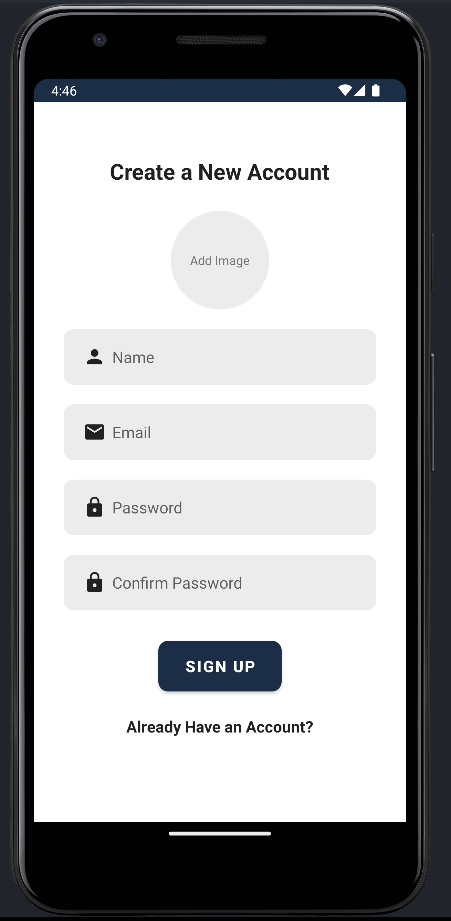 4:46
Create a New Account
Add Image
Name
Email
Password
Confirm Password
SIGN UP
Already Have an Account?